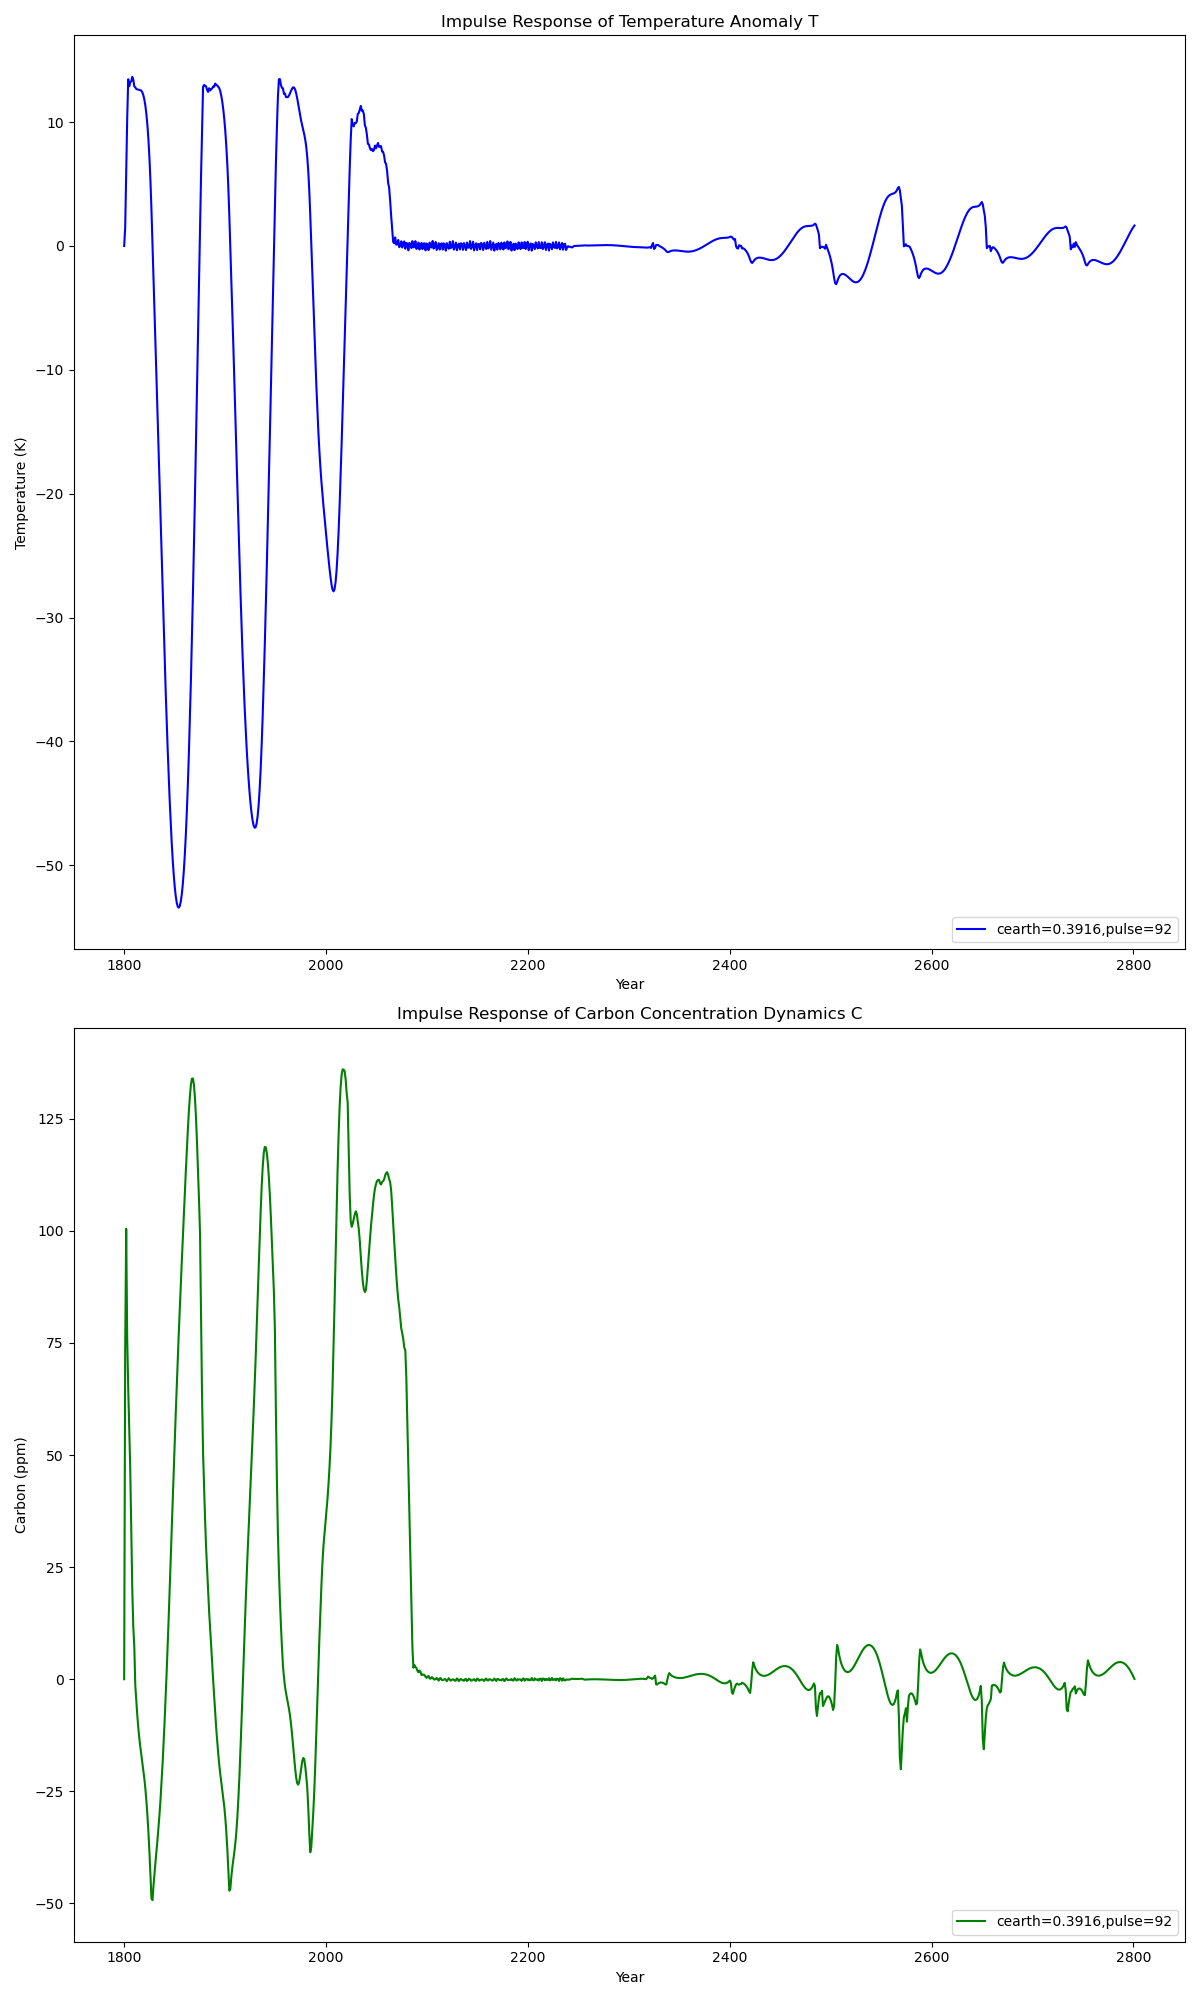 Impulse Response of Temperature Anomaly T
10
0
−10
−20
−30
−40
−50
Temperature (K)
cearth=0.3916,pulse=92
1800 2000 2200 2400 2600 2800
Year
Impulse Response of Carbon Concentration Dynamics C
125
100
75
50
25
0
−25
−50
Carbon (ppm)
cearth=0.3916,pulse=92
1800 2000 2200 2400 2600 2800
Year